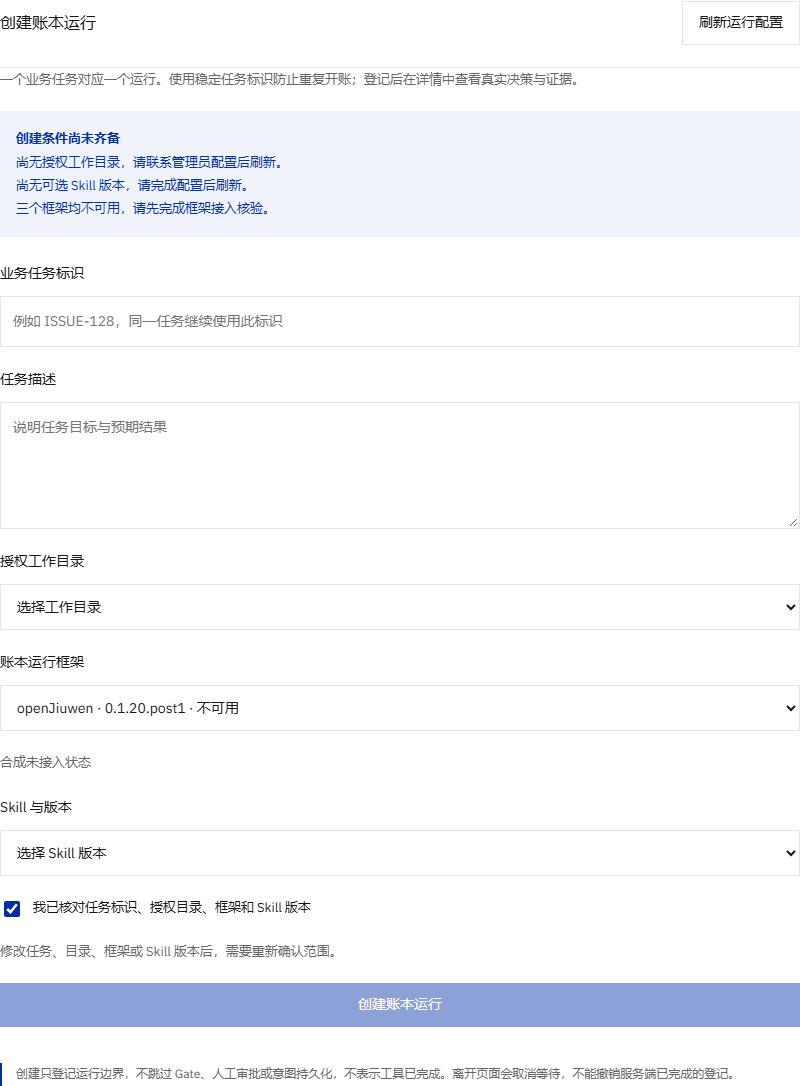 创建账本运行
刷新运行配置
一个业务任务对应一个运行。使用稳定任务标识防止重复开账；登记后在详情中查看真实决策与证据。
创建条件尚未齐备
尚无授权工作目录，请联系管理员配置后刷新。
尚无可选 Skill 版本，请完成配置后刷新。
三个框架均不可用，请先完成框架接入核验。
业务任务标识
例如 ISSUE-128，同一任务继续使用此标识
任务描述
说明任务目标与预期结果
授权工作目录
选择工作目录
账本运行框架
openJiuwen · 0.1.20.post1 · 不可用
合成未接入状态
Skill 与版本
选择 Skill 版本
我已核对任务标识、授权目录、框架和 Skill 版本
修改任务、目录、框架或 Skill 版本后，需要重新确认范围。
创建账本运行
创建只登记运行边界，不跳过 Gate、人工审批或意图持久化，不表示工具已完成。离开页面会取消等待，不能撤销服务端已完成的登记。